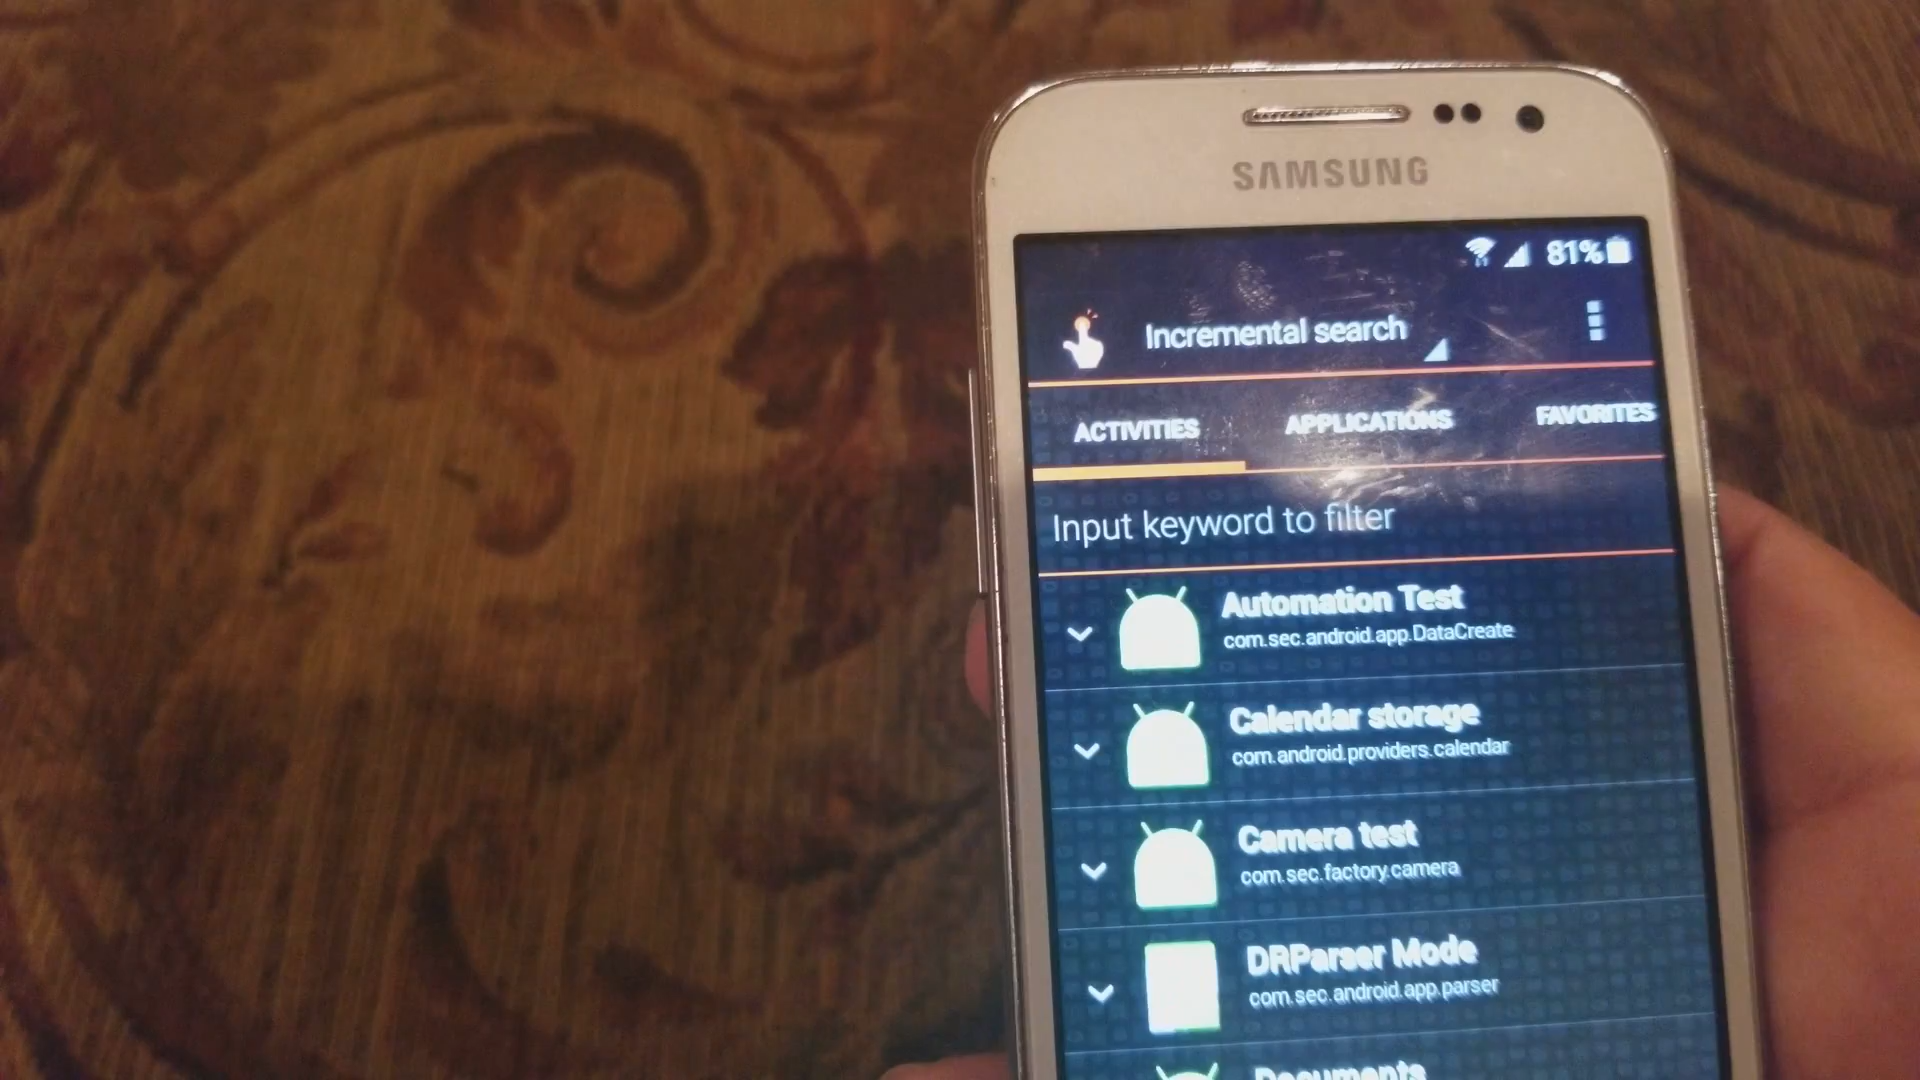 SAMSUNG
81%
Incremental search
ACTIVITIES APPLICATIONS FAVORITES
Input keyword to filter
Automation Test
com.sec.android.app.DataCreate
Calendar storage
com.android.providers.calendar
Camera test
com.sec.factory.camera
DRParser Mode
com.sec.android.app.parser
Documents